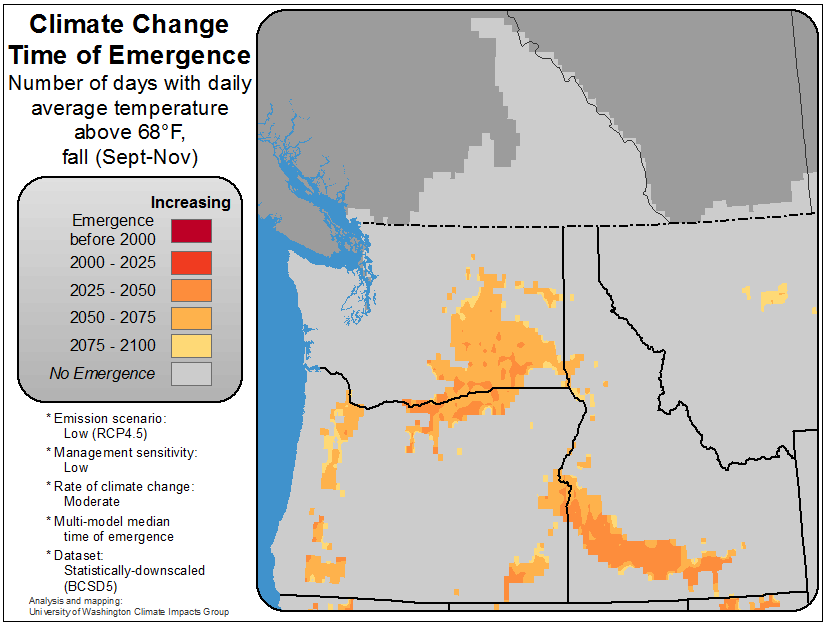 Climate Change
Time of Emergence
Number of days with daily
average temperature
above 68°F,
fall (Sept-Nov)
Increasing
Emergence
before 2000
2000 - 2025
2025 - 2050
2050 - 2075
2075 - 2100
No Emergence
* Emission scenario:
Low (RCP4.5)
* Management sensitivity:
Low
* Rate of climate change:
Moderate
* Multi-model median
time of emergence
* Dataset:
Statistically-downscaled
(BCSD5)
Analysis and mapping:
University of Washington Climate Impacts Group